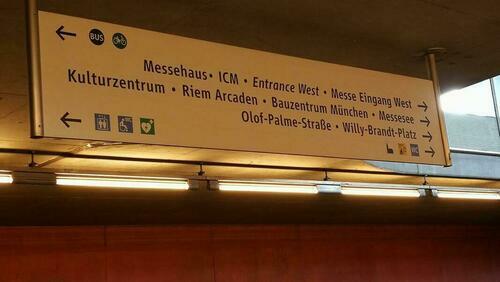 BUS
Messehaus • ICM • Entrance West • Messe Eingang West
Kulturzentrum • Riem Arcaden • Bauzentrum München • Messesee
Olof-Palme-Straße • Willy-Brandt-Platz
WC